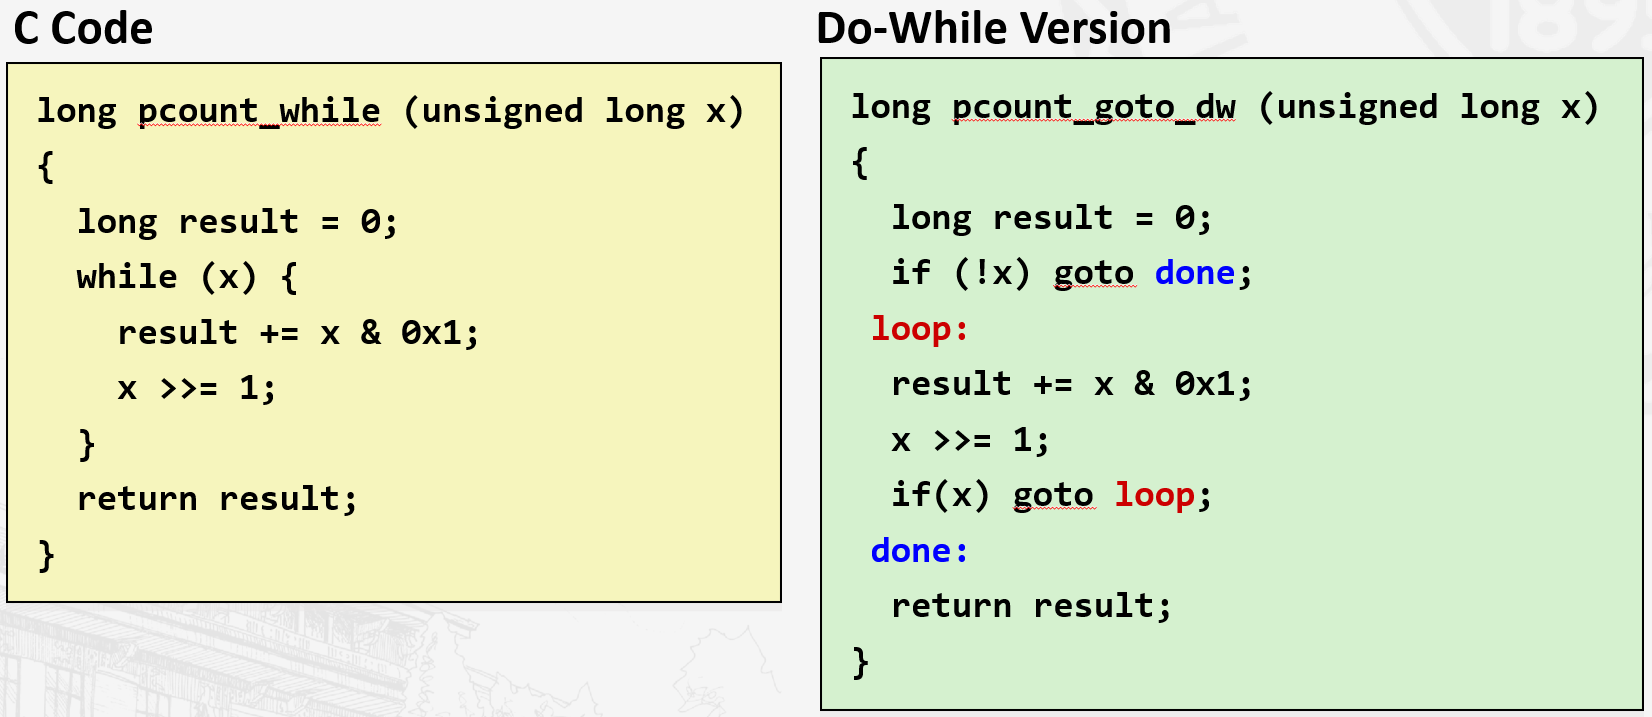 C Code
long pcount_while (unsigned long x)
{
  long result = 0;
  while (x) {
    result += x & 0x1;
    x >>= 1;
  }
  return result;
}
Do-While Version
long pcount_goto_dw (unsigned long x)
{
  long result = 0;
  if (!x) goto done;
 loop:
  result += x & 0x1;
  x >>= 1;
  if(x) goto loop;
 done:
  return result;
}